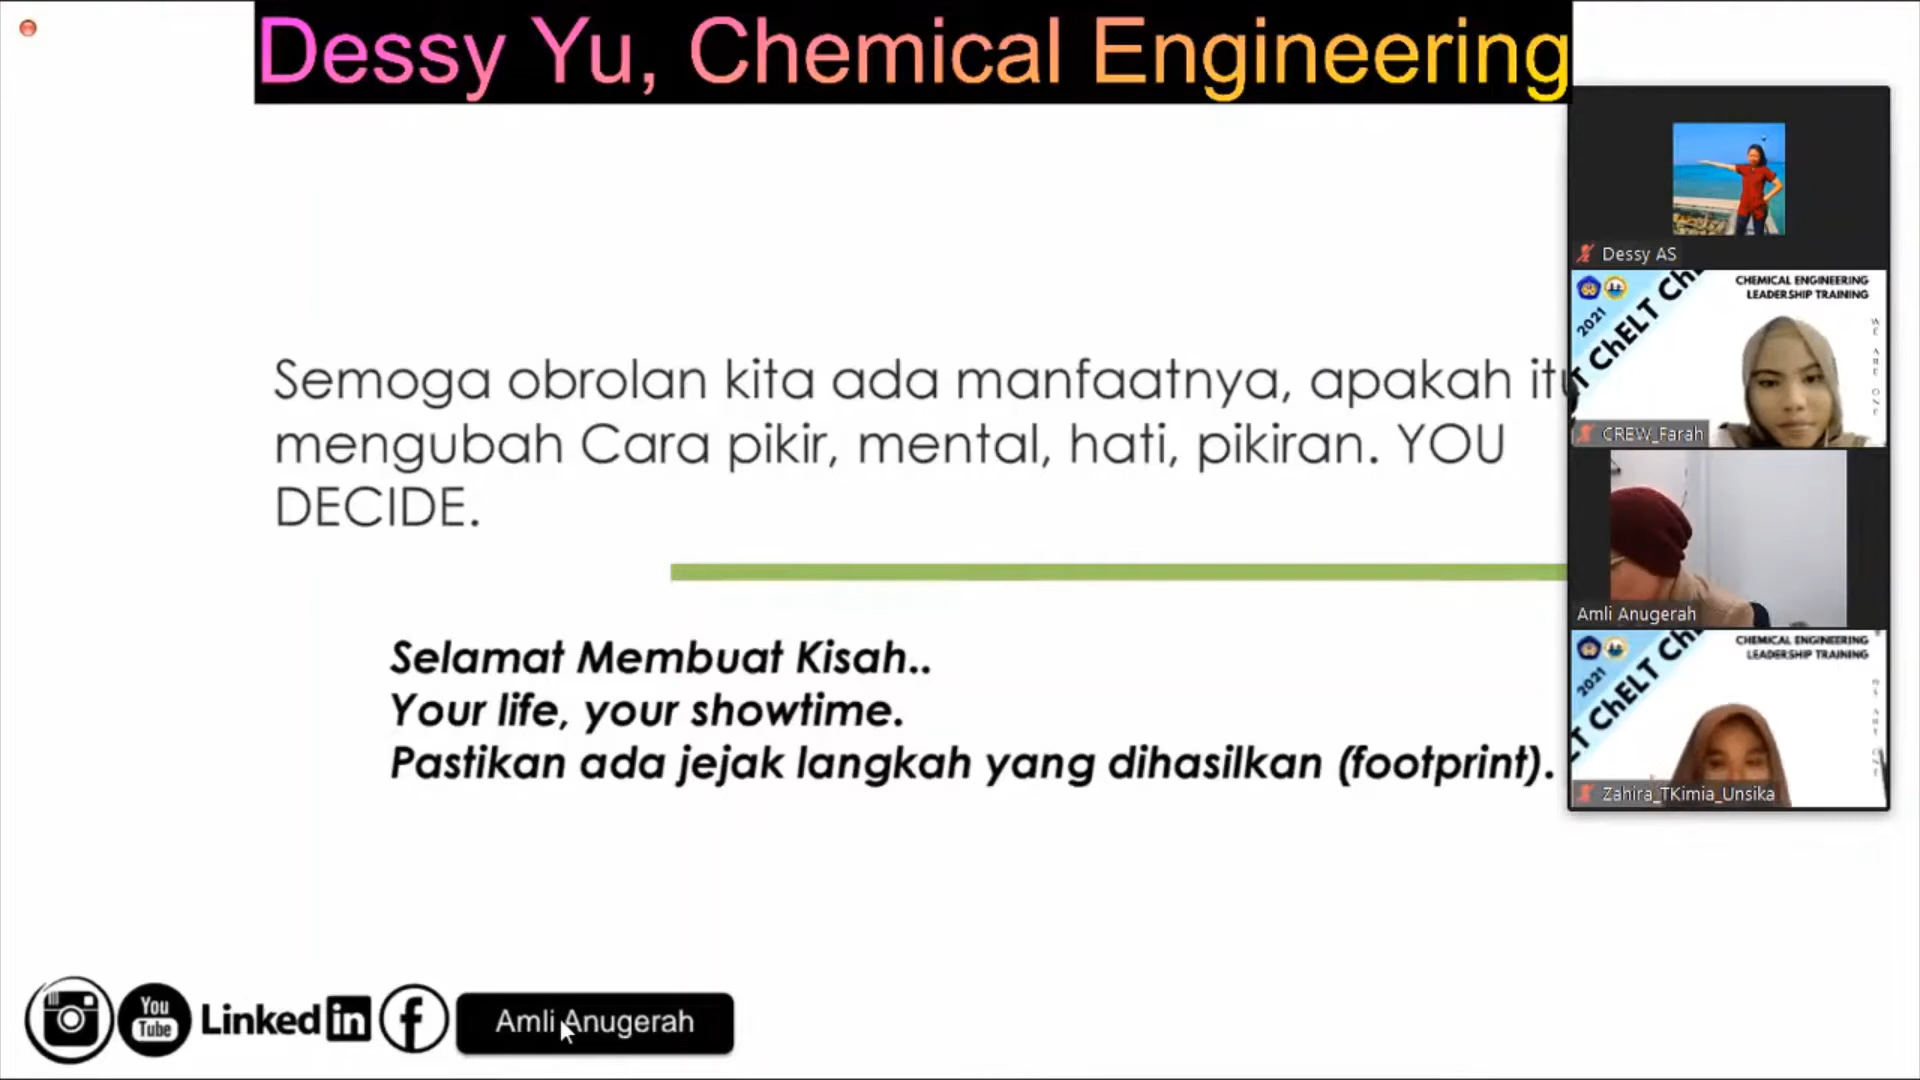 Dessy Yu, Chemical Engineering
Semoga obrolan kita ada manfaatnya, apakah itu
mengubah Cara pikir, mental, hati, pikiran. YOU
DECIDE.
Selamat Membuat Kisah..
Your life, your showtime.
Pastikan ada jejak langkah yang dihasilkan (footprint).
You
Tube
Linked in
Amli Anugerah
Dessy AS
CHEMICAL ENGINEERING
LEADERSHIP TRAINING
2021
ChELT
WE ARE ONE
CREW_Farah
Amli Anugerah
CHEMICAL ENGINEERING
LEADERSHIP TRAINING
2021
ChELT
Zahira_TKimia_Unsika